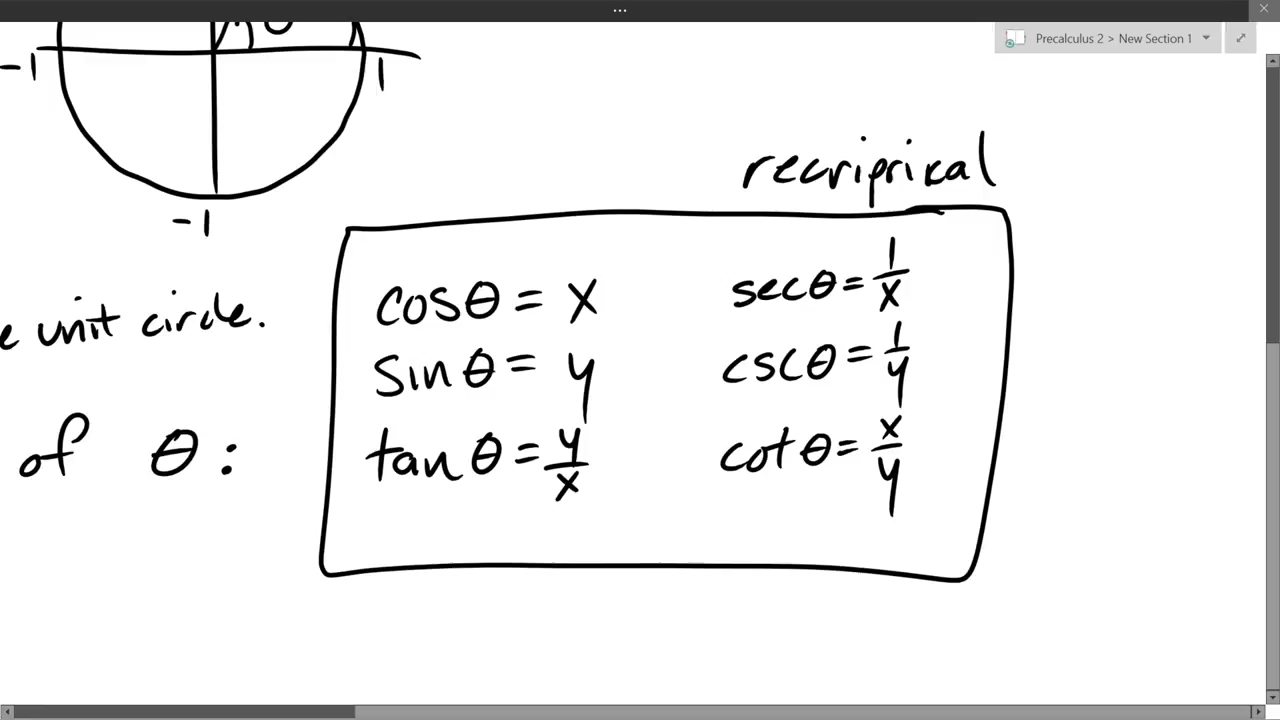 ...
Precalculus 2 > New Section 1
θ
-1
1
-1
recriprical
cosθ = x
secθ = 1/x
e unit circle.
sinθ = y
cscθ = 1/y
of θ:
tanθ = y/x
cotθ = x/y